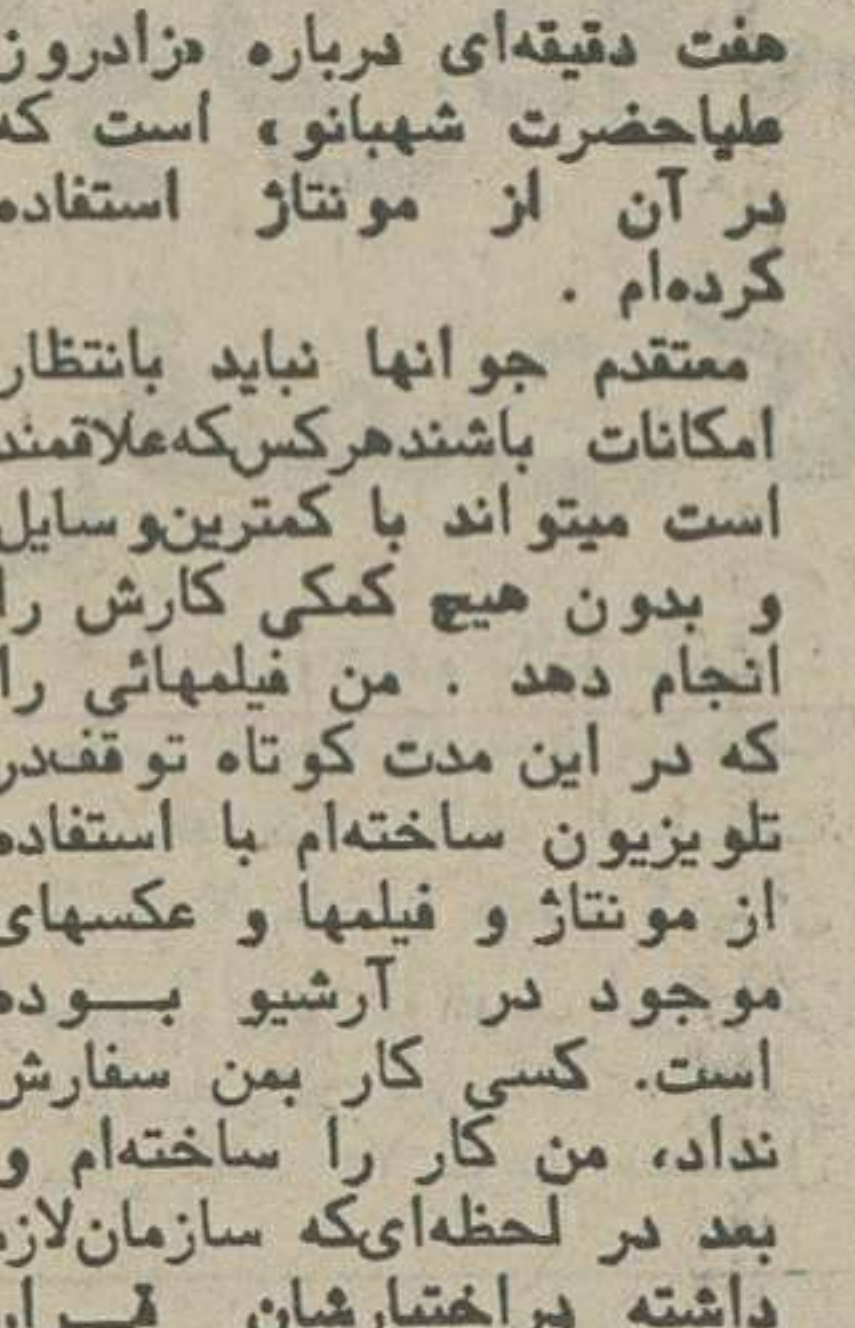 هفت دقیقه‌ای درباره «زادروز
علیاحضرت شهبانو» است که
در آن از مونتاژ استفاده
کرده‌ام .
معتقدم جوانها نباید بانتظار
امکانات باشندهرکس‌که‌علاقمند
است میتواند با کمترین‌وسایل
و بدون هیچ کمکی کارش را
انجام دهد . من فیلمهائی را
که در این مدت کوتاه توقف‌در
تلویزیون ساخته‌ام با استفاده
از مونتاژ و فیلمها و عکسهای
موجود در آرشیو بـــوده
است. کسی کار بمن سفارش
نداد، من کار را ساخته‌ام و
بعد در لحظه‌ای‌که سازمان‌لازم
داشته دراختیارشان قـــرار